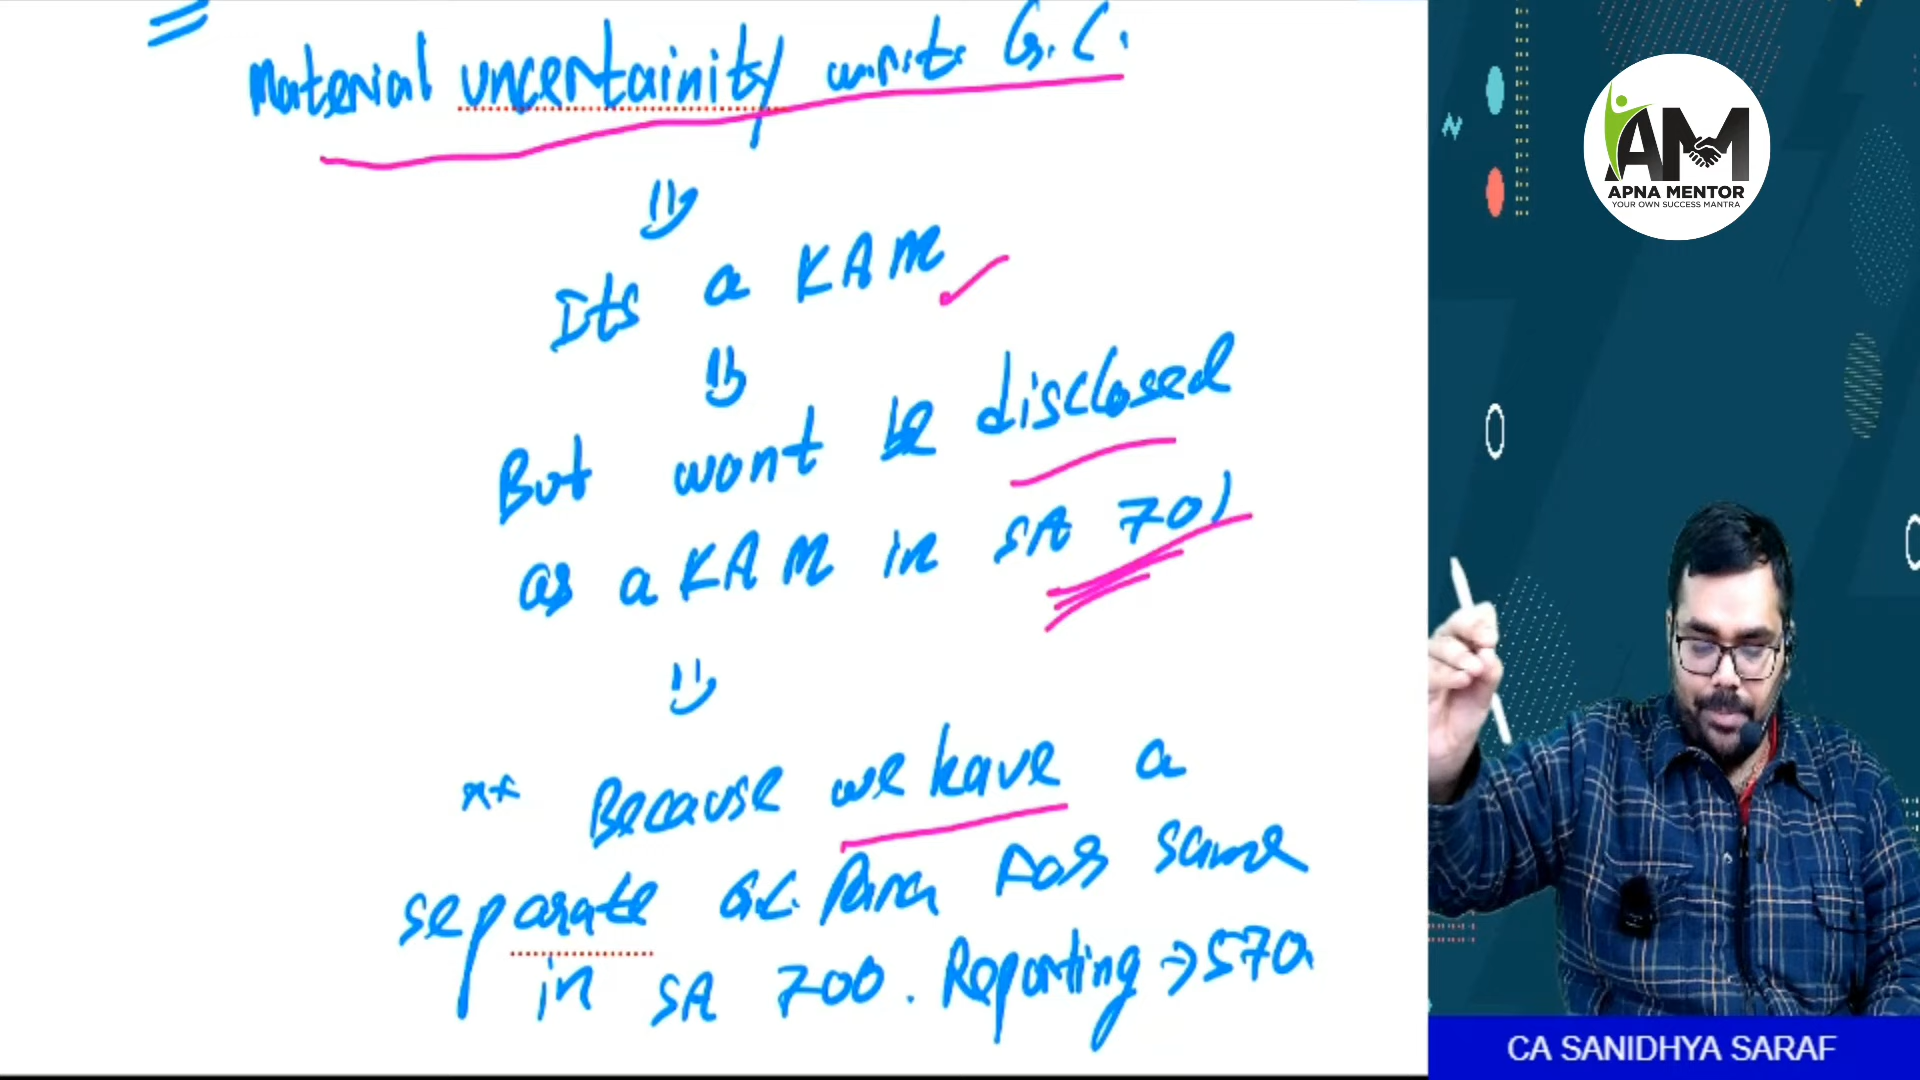 Material uncertainity w.r.t. G.C.
Its a KAM
But wont be disclosed
as a KAM in SA 701
** Because we have a
separate G.C. Para for same
in SA 700. Reporting → 570
AM
APNA MENTOR
YOUR OWN SUCCESS MANTRA
CA SANIDHYA SARAF